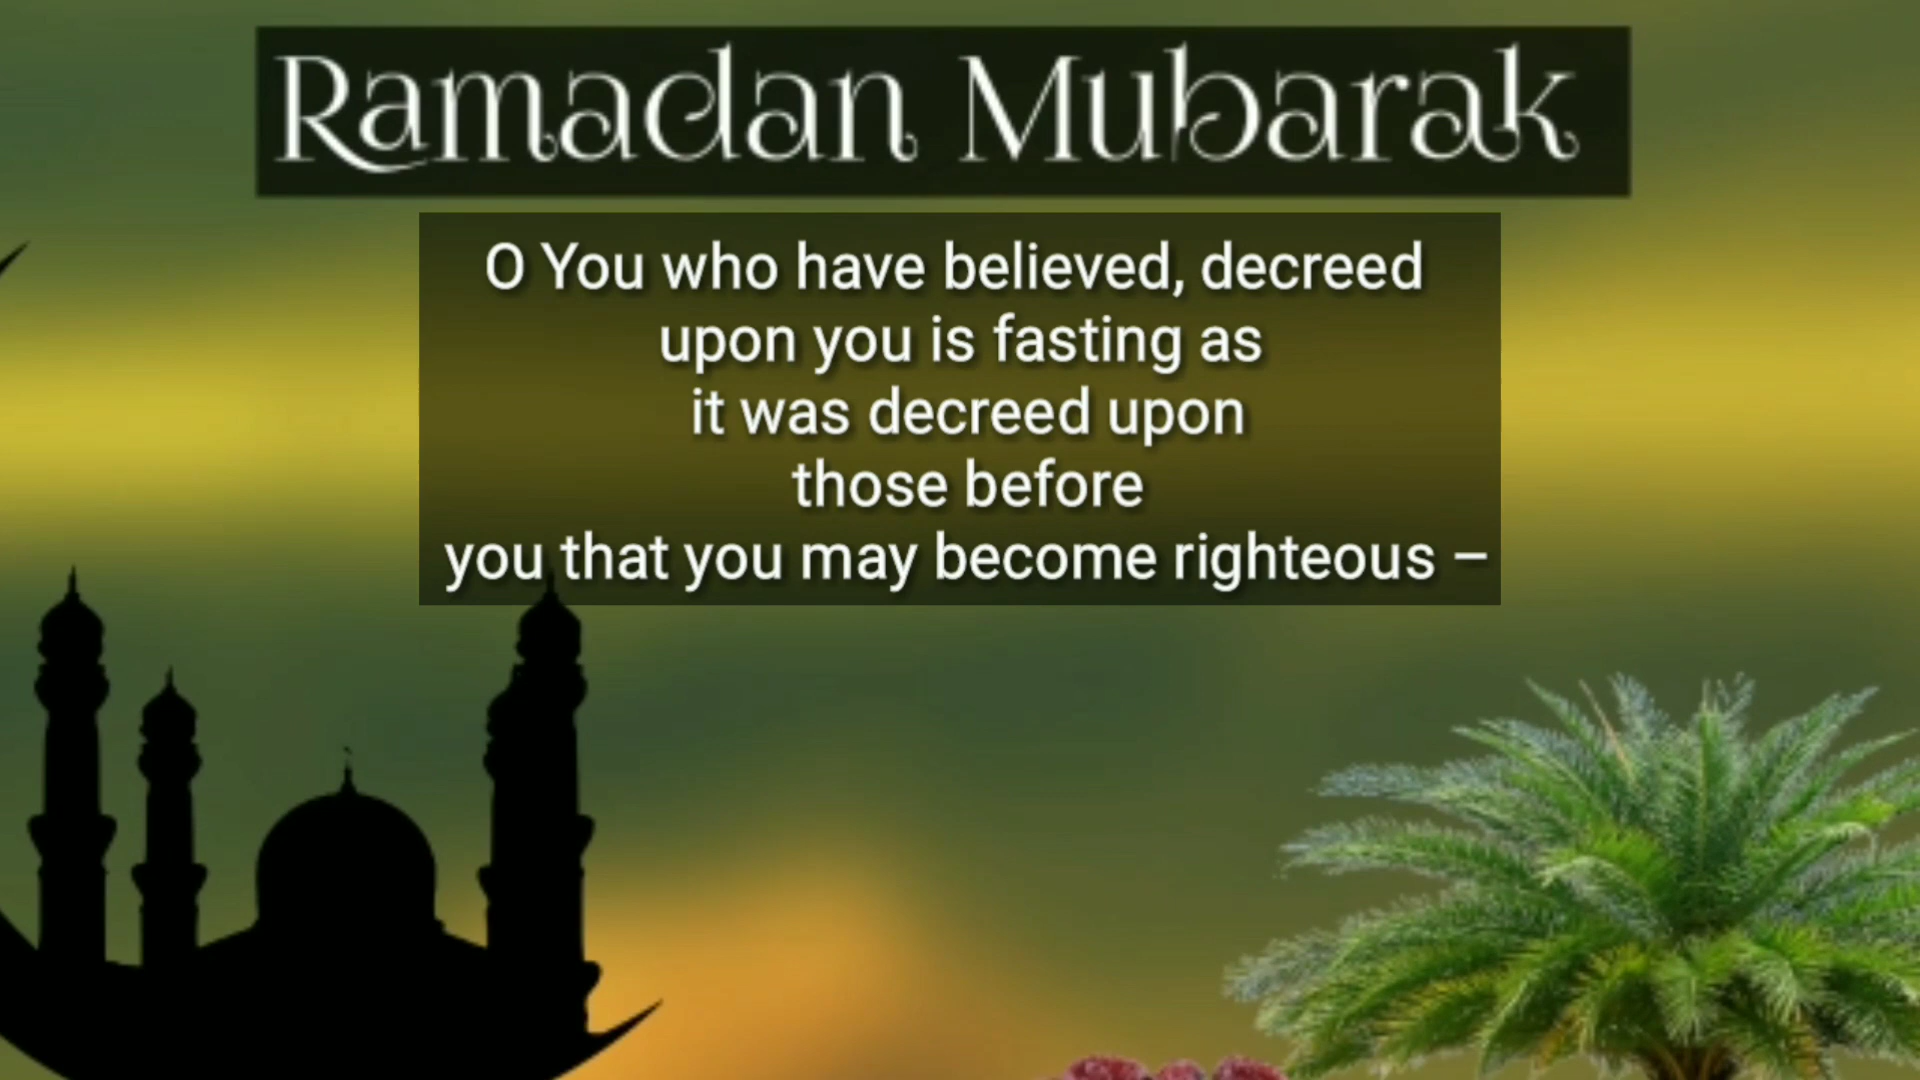 Ramadan Mubarak
O You who have believed, decreed
upon you is fasting as
it was decreed upon
those before
you that you may become righteous –